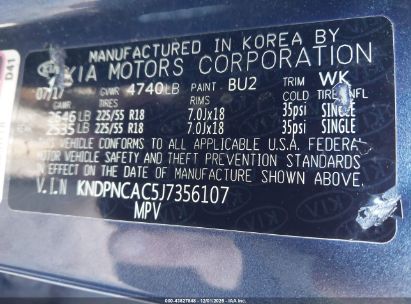 MANUFACTURED IN KOREA BY
KIA MOTORS CORPORATION
07/17 GVWR 4740LB PAINT BU2 TRIM WK
GAWR TIRES RIMS COLD TIRE INFL
2546 LB 225/55 R18 7.0Jx18 35psi SINGLE
2535 LB 225/55 R18 7.0Jx18 35psi SINGLE
THIS VEHICLE CONFORMS TO ALL APPLICABLE U.S.A. FEDERAL
MOTOR VEHICLE SAFETY AND THEFT PREVENTION STANDARDS
IN EFFECT ON THE DATE OF MANUFACTURE SHOWN ABOVE.
V.I.N KNDPNCAC5J7356107
MPV
D41